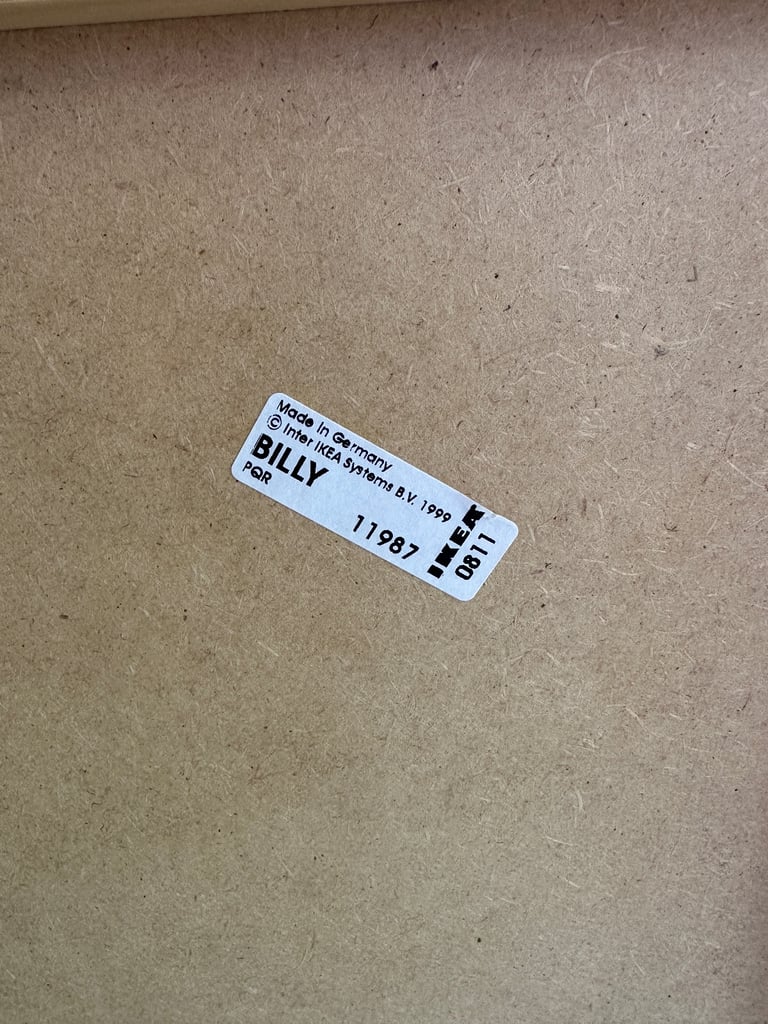 Made in Germany
© Inter IKEA Systems B.V. 1999
BILLY
PQR
11987
IKEA
0811